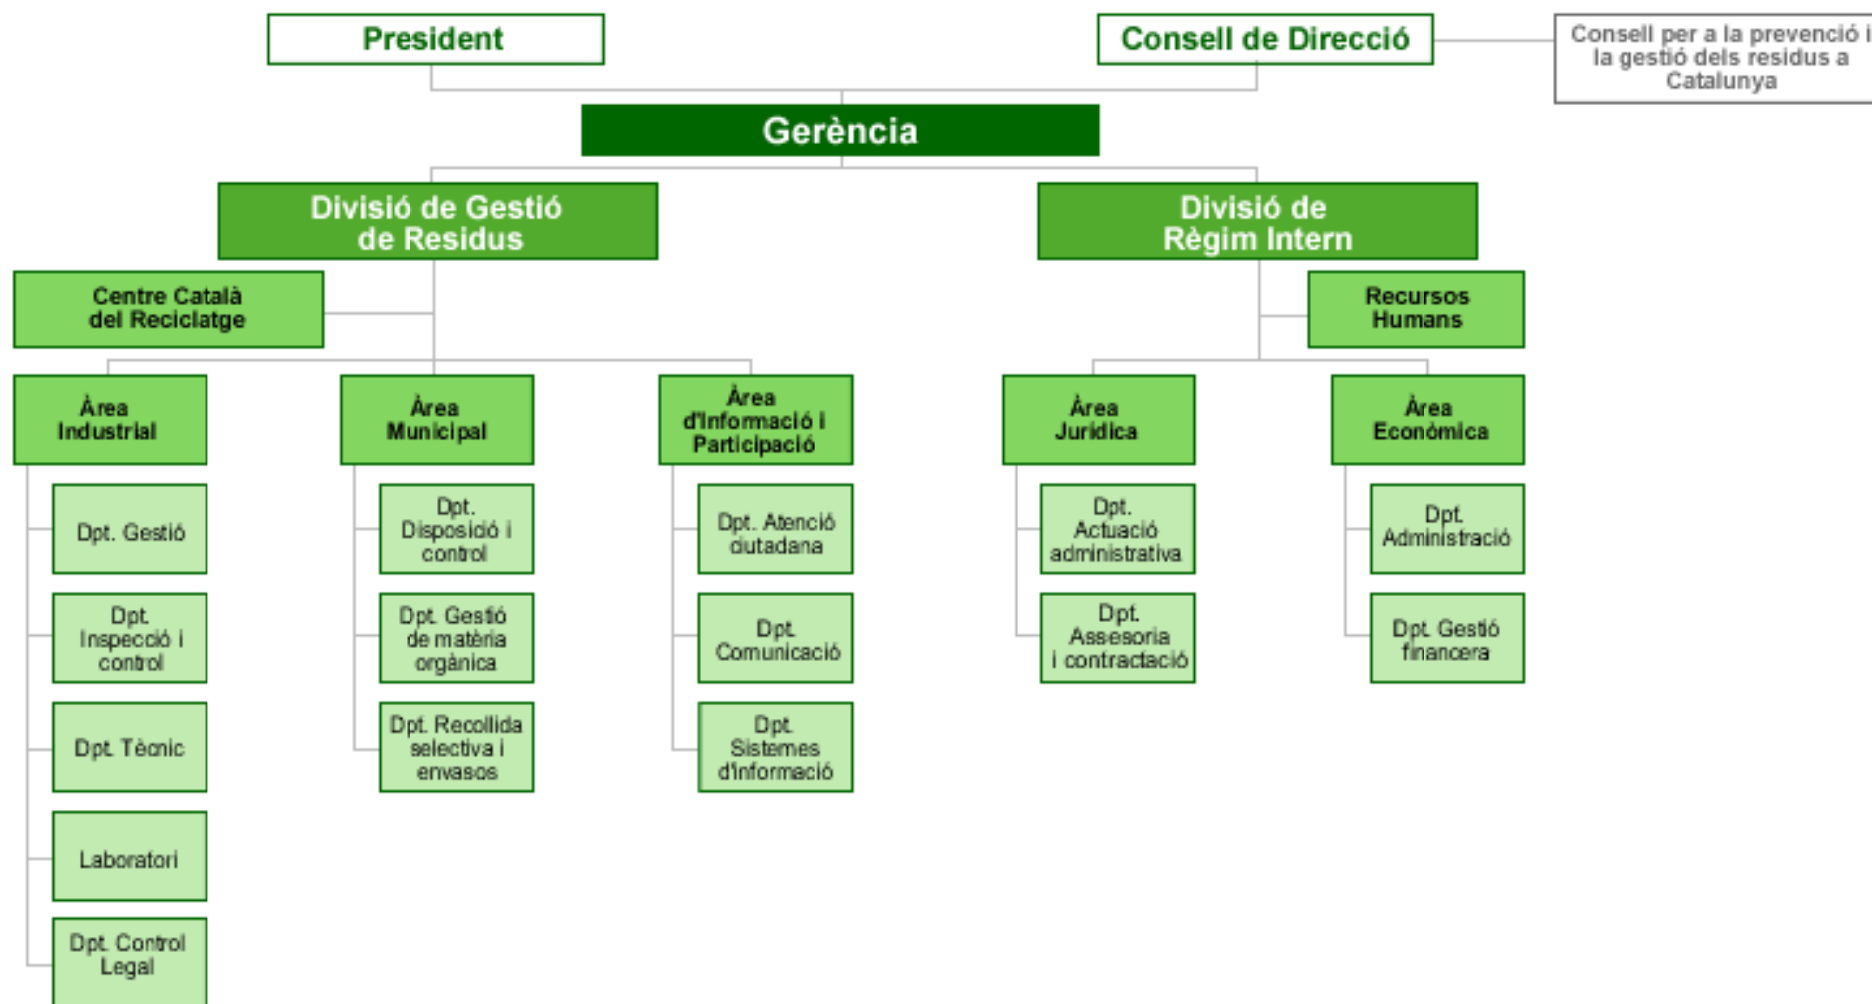 President
Consell de Direcció
Consell per a la prevenció i
la gestió dels residus a
Catalunya
Gerència
Divisió de Gestió
de Residus
Divisió de
Règim Intern
Centre Català
del Reciclatge
Recursos
Humans
Àrea
Industrial
Àrea
Municipal
Àrea
d'Informació i
Participació
Àrea
Jurídica
Àrea
Econòmica
Dpt. Gestió
Dpt.
Inspecció i
control
Dpt. Tècnic
Laboratori
Dpt. Control
Legal
Dpt.
Disposició i
control
Dpt. Gestió
de matèria
orgànica
Dpt. Recollida
selectiva i
envasos
Dpt. Atenció
ciutadana
Dpt.
Comunicació
Dpt.
Sistemes
d'informació
Dpt.
Actuació
administrativa
Dpt.
Assesoria
i contractació
Dpt.
Administració
Dpt. Gestió
financera